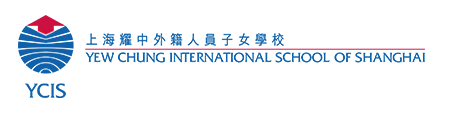 上海耀中外籍人員子女學校
YEW CHUNG INTERNATIONAL SCHOOL OF SHANGHAI
YCIS